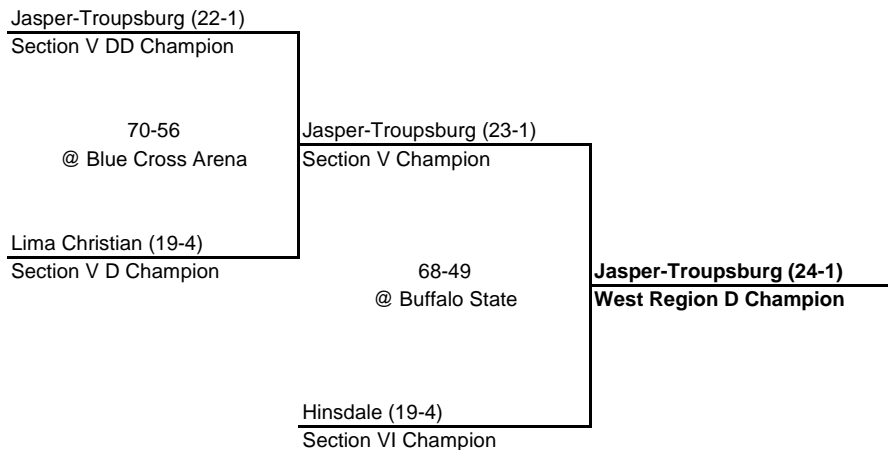 Jasper-Troupsburg (22-1)
Section V DD Champion
70-56
@ Blue Cross Arena
Jasper-Troupsburg (23-1)
Section V Champion
Lima Christian (19-4)
Section V D Champion
68-49
@ Buffalo State
Jasper-Troupsburg (24-1)
West Region D Champion
Hinsdale (19-4)
Section VI Champion